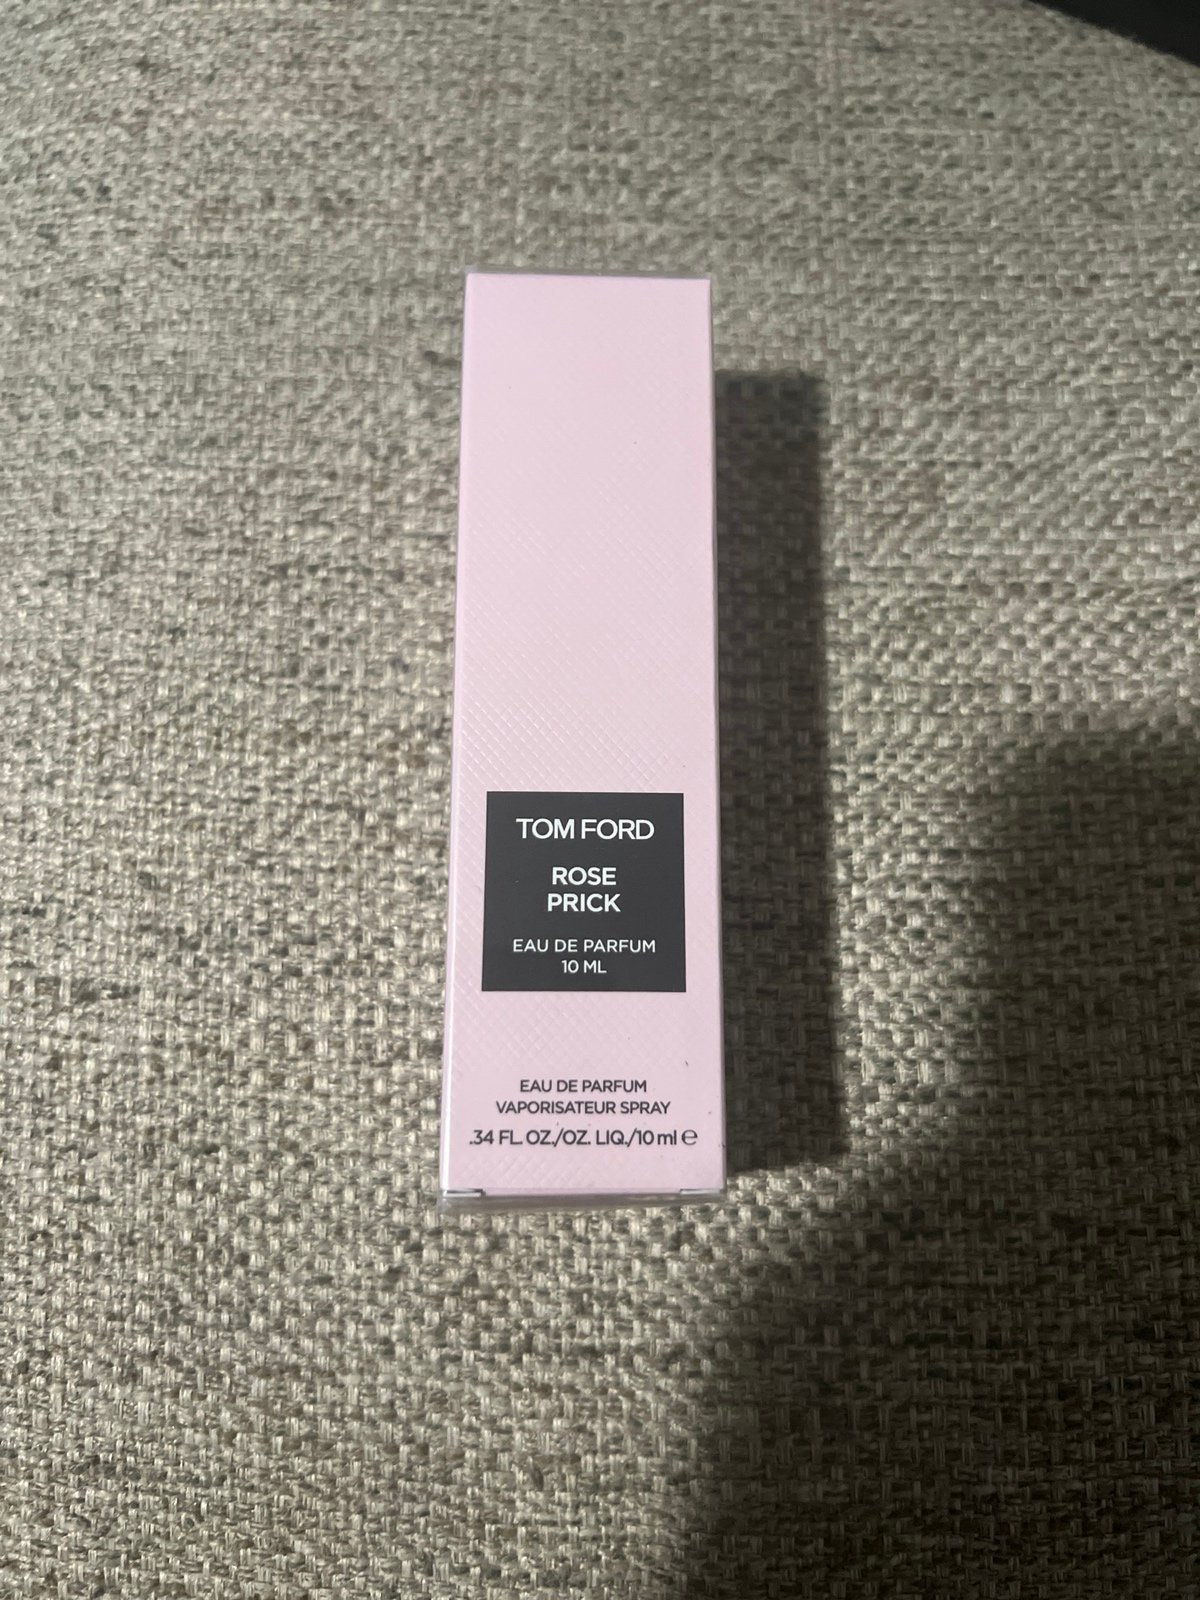 TOM FORD
ROSE
PRICK
EAU DE PARFUM
10 ML
EAU DE PARFUM
VAPORISATEUR SPRAY
.34 FL. OZ./OZ. LIQ./10 ml ℮